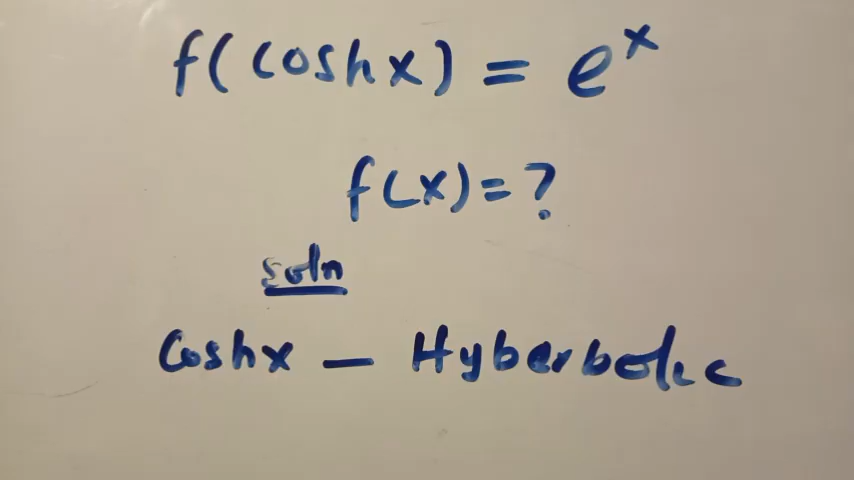 f(coshx) = e^x
f(x)=?
soln
Coshx — Hyberbolic